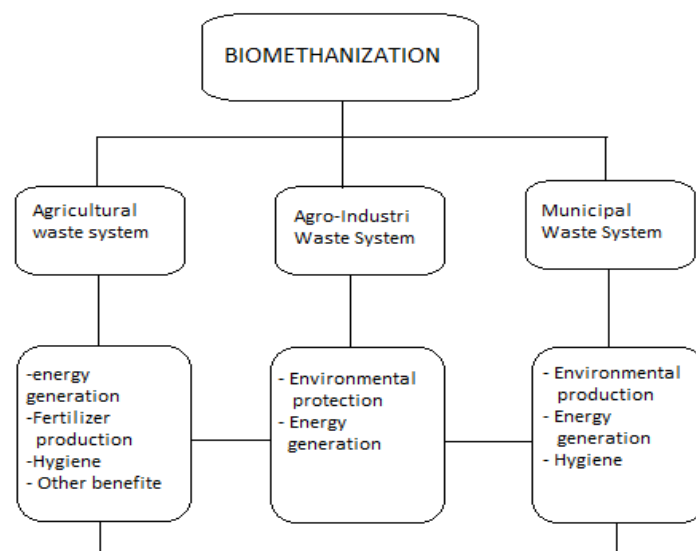 BIOMETHANIZATION
Agricultural
waste system
Agro-Industri
Waste System
Municipal
Waste System
-energy
generation
-Fertilizer
production
-Hygiene
- Other benefite
- Environmental
protection
- Energy
generation
- Environmental
production
- Energy
generation
- Hygiene